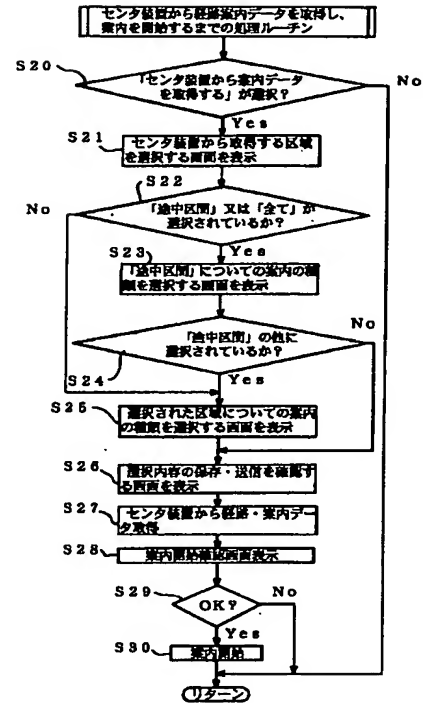 センタ装置から経路案内データを取得し、
案内を開始するまでの処理ルーチン
S20
「センタ装置から案内データ
を取得する」が選択?
No
Yes
S21
センタ装置から取得する区域
を選択する画面を表示
S22
No
「途中区間」又は「全て」が
選択されているか?
Yes
S23
「途中区間」についての案内の種
類を選択する画面を表示
No
「途中区間」の他に
選択されているか?
S24
Yes
S25
選択された区域についての案内
の種類を選択する画面を表示
S26
選択内容の保存・送信を確認す
る画面を表示
S27
センタ装置から経路・案内デー
タ取得
S28
案内開始確認画面表示
S29
No
OK?
Yes
S30
案内開始
リターン